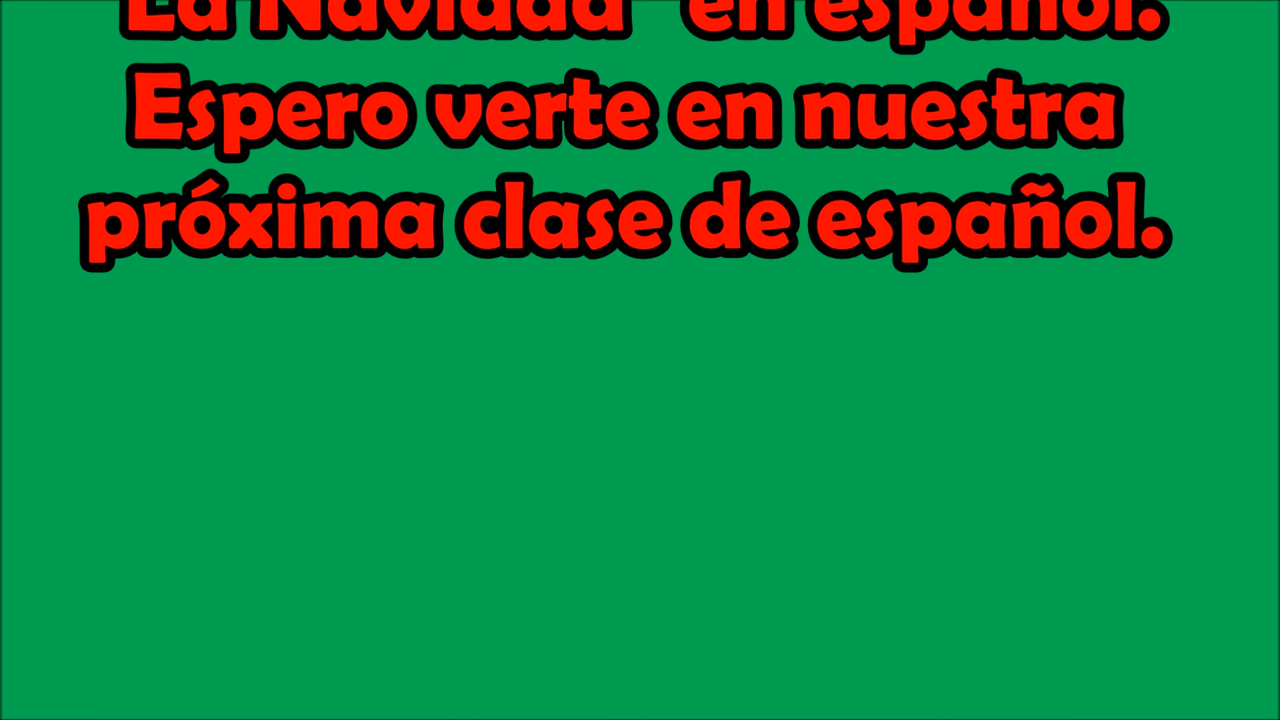 La Navidad" en español.
Espero verte en nuestra
próxima clase de español.